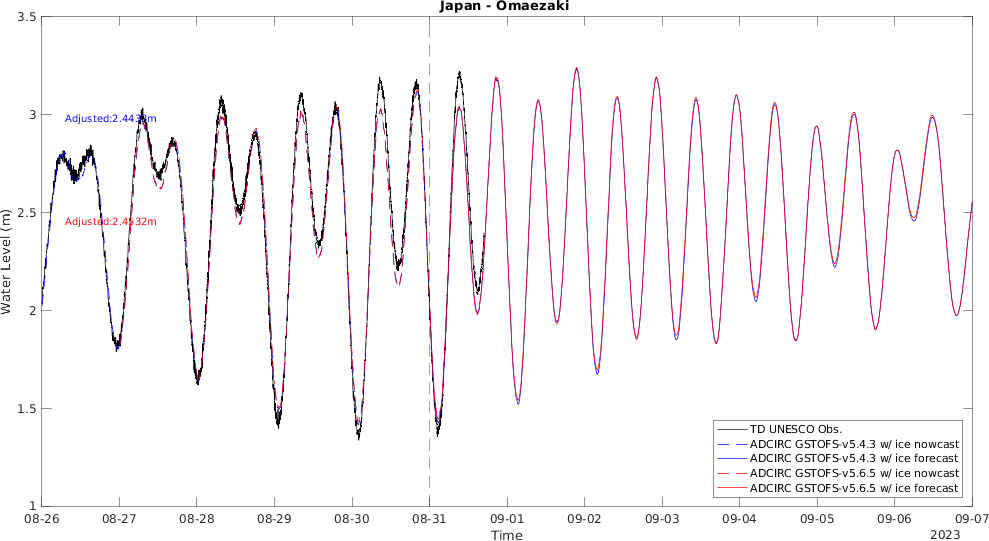 Japan - Omaezaki
3.5
3
2.5
2
1.5
1
Water Level (m)
Adjusted:2.4431m
Adjusted:2.4532m
TD UNESCO Obs.
ADCIRC GSTOFS-v5.4.3 w/ ice nowcast
ADCIRC GSTOFS-v5.4.3 w/ ice forecast
ADCIRC GSTOFS-v5.6.5 w/ ice nowcast
ADCIRC GSTOFS-v5.6.5 w/ ice forecast
08-26 08-27 08-28 08-29 08-30 08-31 09-01 09-02 09-03 09-04 09-05 09-06 09-07
Time
2023